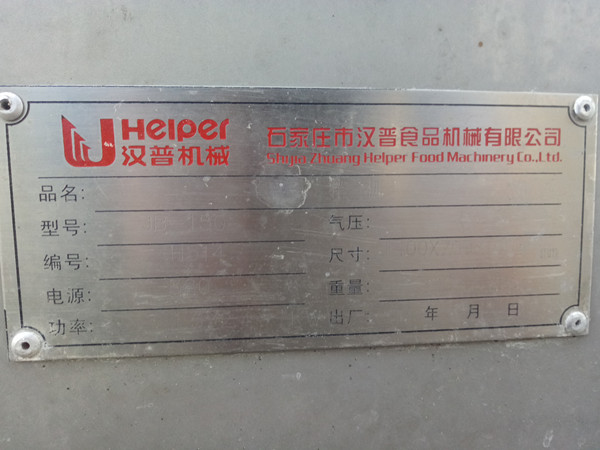 Helper
汉普机械
石家庄市汉普食品机械有限公司
Shijia Zhuang Helper Food Machinery Co.,Ltd.
品名:
型号:
气压:
编号:
尺寸:
电源:
重量:
功率:
出厂: 年 月 日